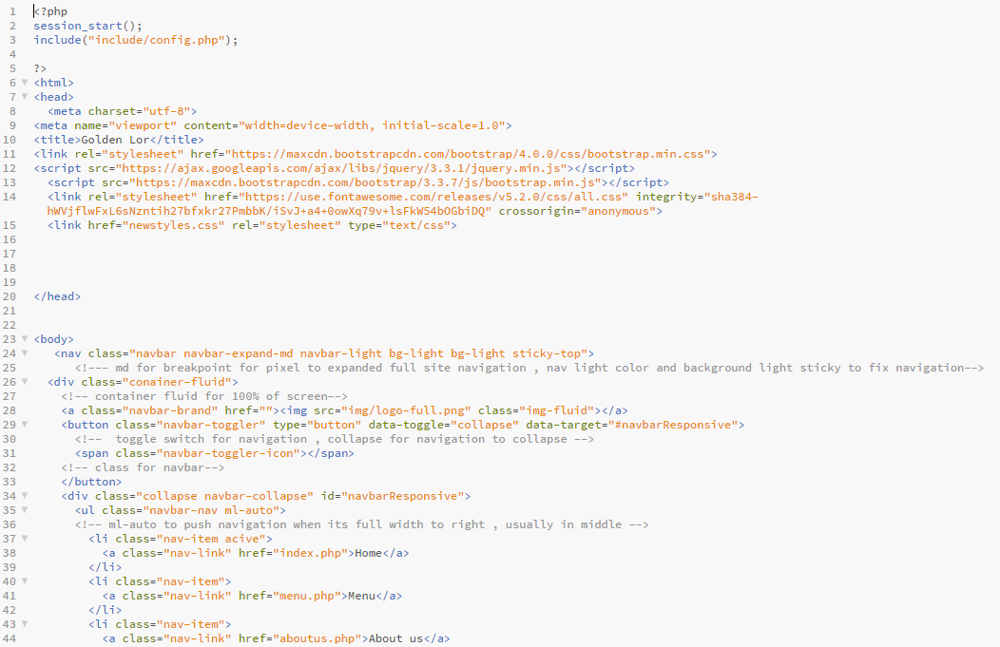 1 <?php
2 session_start();
3 include("include/config.php");
4
5 ?>
6 <html>
7 <head>
8 <meta charset="utf-8">
9 <meta name="viewport" content="width=device-width, initial-scale=1.0">
10 <title>Golden Lor</title>
11 <link rel="stylesheet" href="https://maxcdn.bootstrapcdn.com/bootstrap/4.0.0/css/bootstrap.min.css">
12 <script src="https://ajax.googleapis.com/ajax/libs/jquery/3.3.1/jquery.min.js"></script>
13 <script src="https://maxcdn.bootstrapcdn.com/bootstrap/3.3.7/js/bootstrap.min.js"></script>
14 <link rel="stylesheet" href="https://use.fontawesome.com/releases/v5.2.0/css/all.css" integrity="sha384-
hWVjflwFxL6sNzntih27bfxkr27PmbbK/iSvJ+a4+0owXq79v+lsFkW54bOGbiDQ" crossorigin="anonymous">
15 <link href="newstyles.css" rel="stylesheet" type="text/css">
16
17
18
19
20 </head>
21
22
23 <body>
24 <nav class="navbar navbar-expand-md navbar-light bg-light bg-light sticky-top">
25 <!--- md for breakpoint for pixel to expanded full site navigation , nav light color and background light sticky to fix navigation-->
26 <div class="conainer-fluid">
27 <!-- container fluid for 100% of screen-->
28 <a class="navbar-brand" href=""><img src="img/logo-full.png" class="img-fluid"></a>
29 <button class="navbar-toggler" type="button" data-toggle="collapse" data-target="#navbarResponsive">
30 <!--  toggle switch for navigation , collapse for navigation to collapse -->
31 <span class="navbar-toggler-icon"></span>
32 <!-- class for navbar-->
33 </button>
34 <div class="collapse navbar-collapse" id="navbarResponsive">
35 <ul class="navbar-nav ml-auto">
36 <!-- ml-auto to push navigation when its full width to right , usually in middle -->
37 <li class="nav-item acive">
38 <a class="nav-link" href="index.php">Home</a>
39 </li>
40 <li class="nav-item">
41 <a class="nav-link" href="menu.php">Menu</a>
42 </li>
43 <li class="nav-item">
44 <a class="nav-link" href="aboutus.php">About us</a>